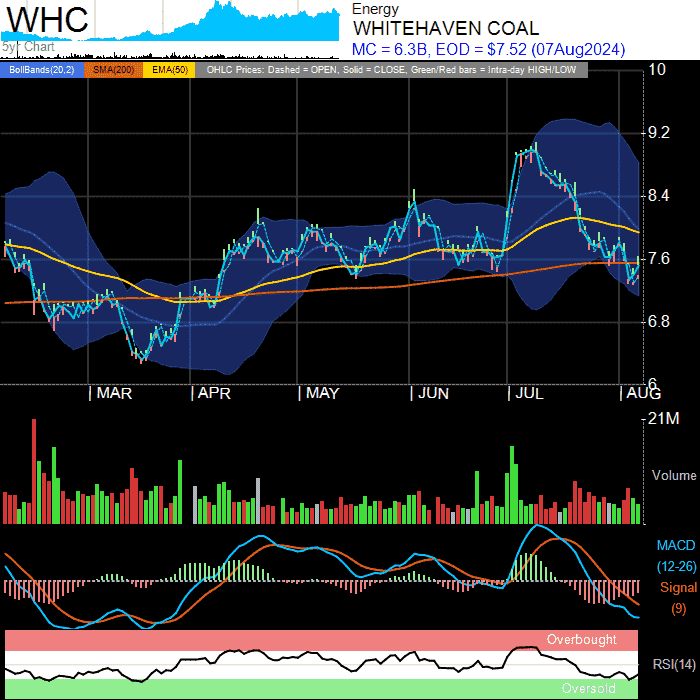 WHC
Energy
WHITEHAVEN COAL
MC = 6.3B, EOD = $7.52 (07Aug2024)
5yr Chart
BollBands(20,2) SMA(200) EMA(50) OHLC Prices: Dashed = OPEN, Solid = CLOSE, Green/Red bars = Intra-day HIGH/LOW
10
9.2
8.4
7.6
6.8
6
MAR APR MAY JUN JUL AUG
21M
Volume
MACD
(12-26)
Signal
(9)
Overbought
RSI(14)
Oversold